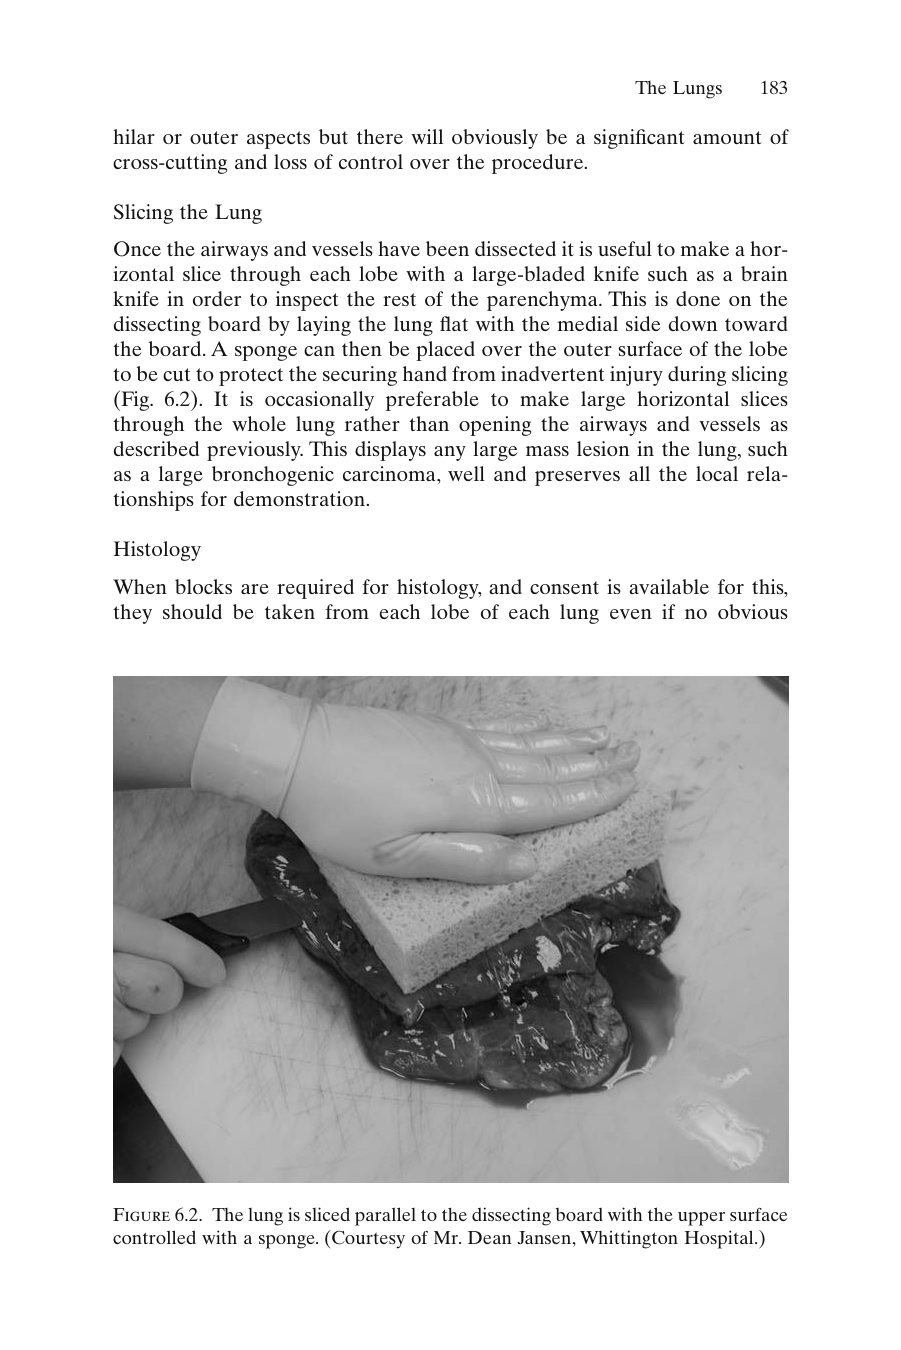 The Lungs 183
hilar or outer aspects but there will obviously be a significant amount of
cross-cutting and loss of control over the procedure.
Slicing the Lung
Once the airways and vessels have been dissected it is useful to make a hor-
izontal slice through each lobe with a large-bladed knife such as a brain
knife in order to inspect the rest of the parenchyma. This is done on the
dissecting board by laying the lung flat with the medial side down toward
the board. A sponge can then be placed over the outer surface of the lobe
to be cut to protect the securing hand from inadvertent injury during slicing
(Fig. 6.2). It is occasionally preferable to make large horizontal slices
through the whole lung rather than opening the airways and vessels as
described previously. This displays any large mass lesion in the lung, such
as a large bronchogenic carcinoma, well and preserves all the local rela-
tionships for demonstration.
Histology
When blocks are required for histology, and consent is available for this,
they should be taken from each lobe of each lung even if no obvious
FIGURE 6.2. The lung is sliced parallel to the dissecting board with the upper surface
controlled with a sponge. (Courtesy of Mr. Dean Jansen, Whittington Hospital.)